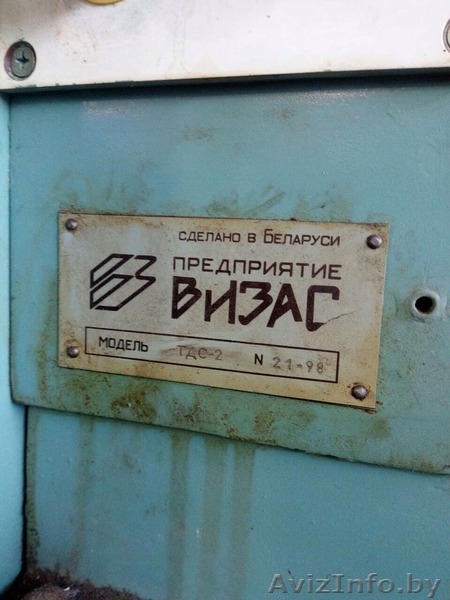 СДЕЛАНО В БЕЛАРУСИ
ПРЕДПРИЯТИЕ
ВИЗАС
МОДЕЛЬ ТДС-2 N 21-98
AvizInfo.by